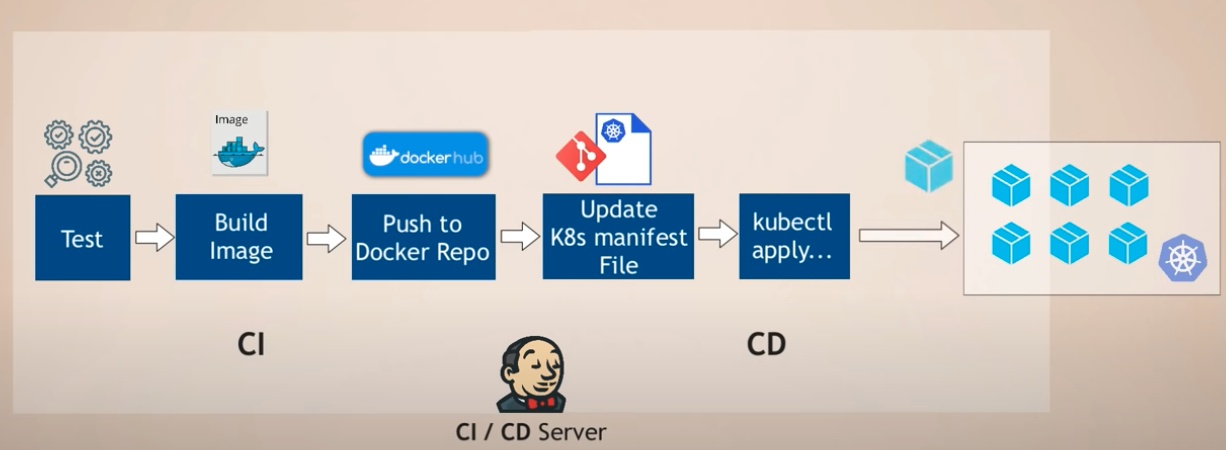 Image
dockerhub
Test
Build
Image
Push to
Docker Repo
Update
K8s manifest
File
kubectl
apply...
CI
CD
CI / CD Server